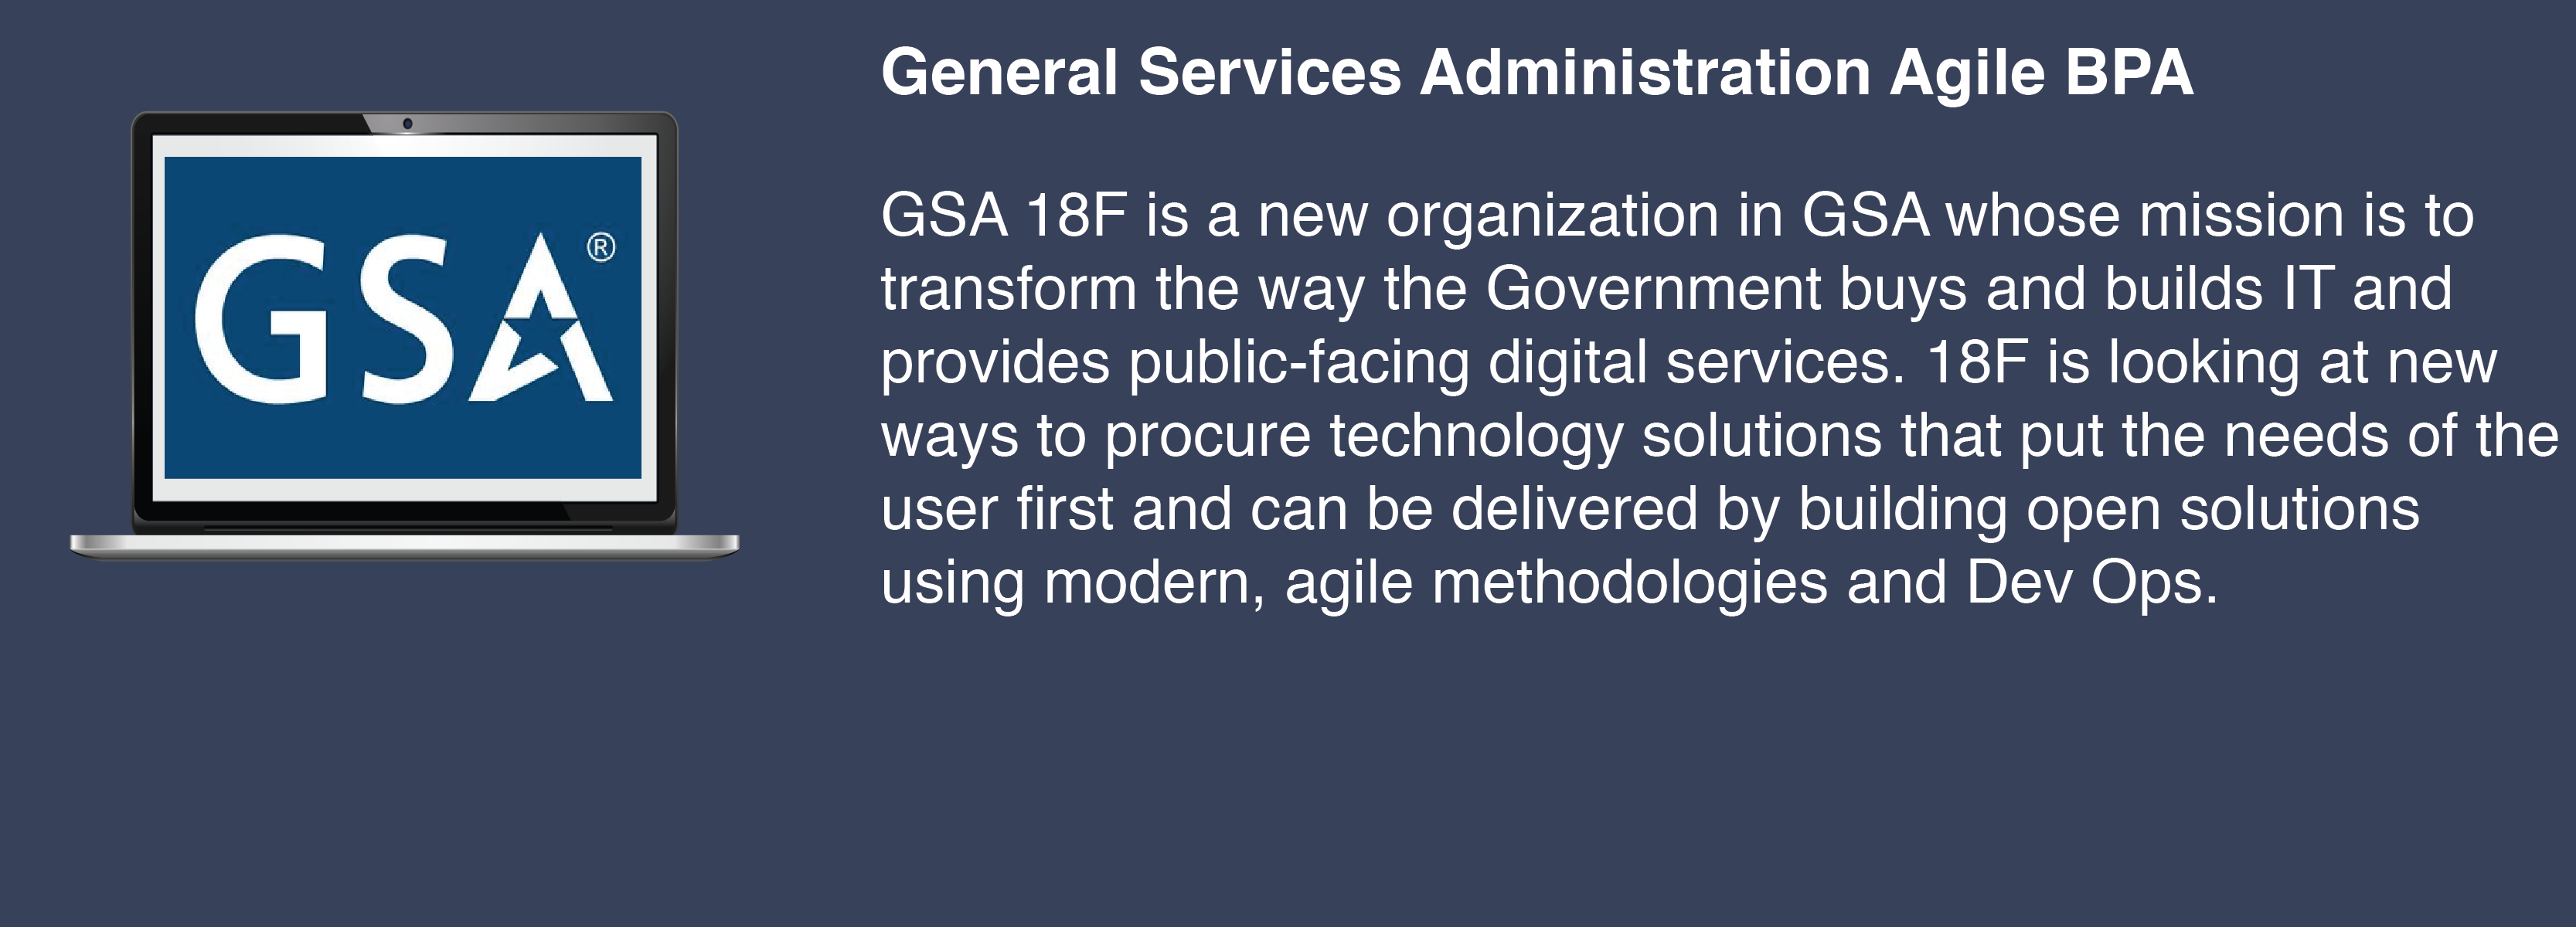 General Services Administration Agile BPA
GSA®
GSA 18F is a new organization in GSA whose mission is to
transform the way the Government buys and builds IT and
provides public-facing digital services. 18F is looking at new
ways to procure technology solutions that put the needs of the
user first and can be delivered by building open solutions
using modern, agile methodologies and Dev Ops.